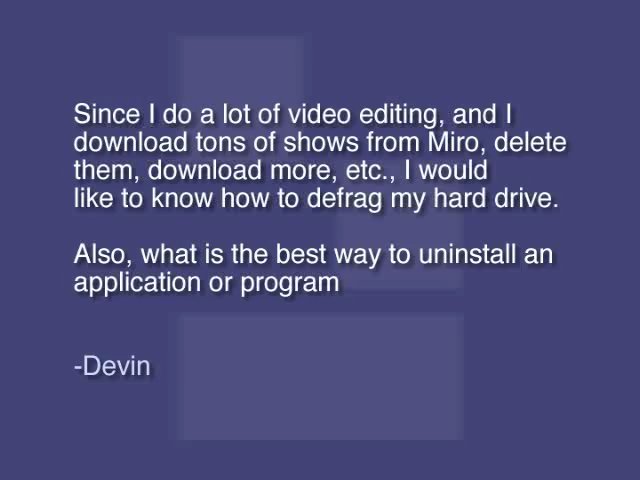 Since I do a lot of video editing, and I
download tons of shows from Miro, delete
them, download more, etc., I would
like to know how to defrag my hard drive.
Also, what is the best way to uninstall an
application or program
-Devin